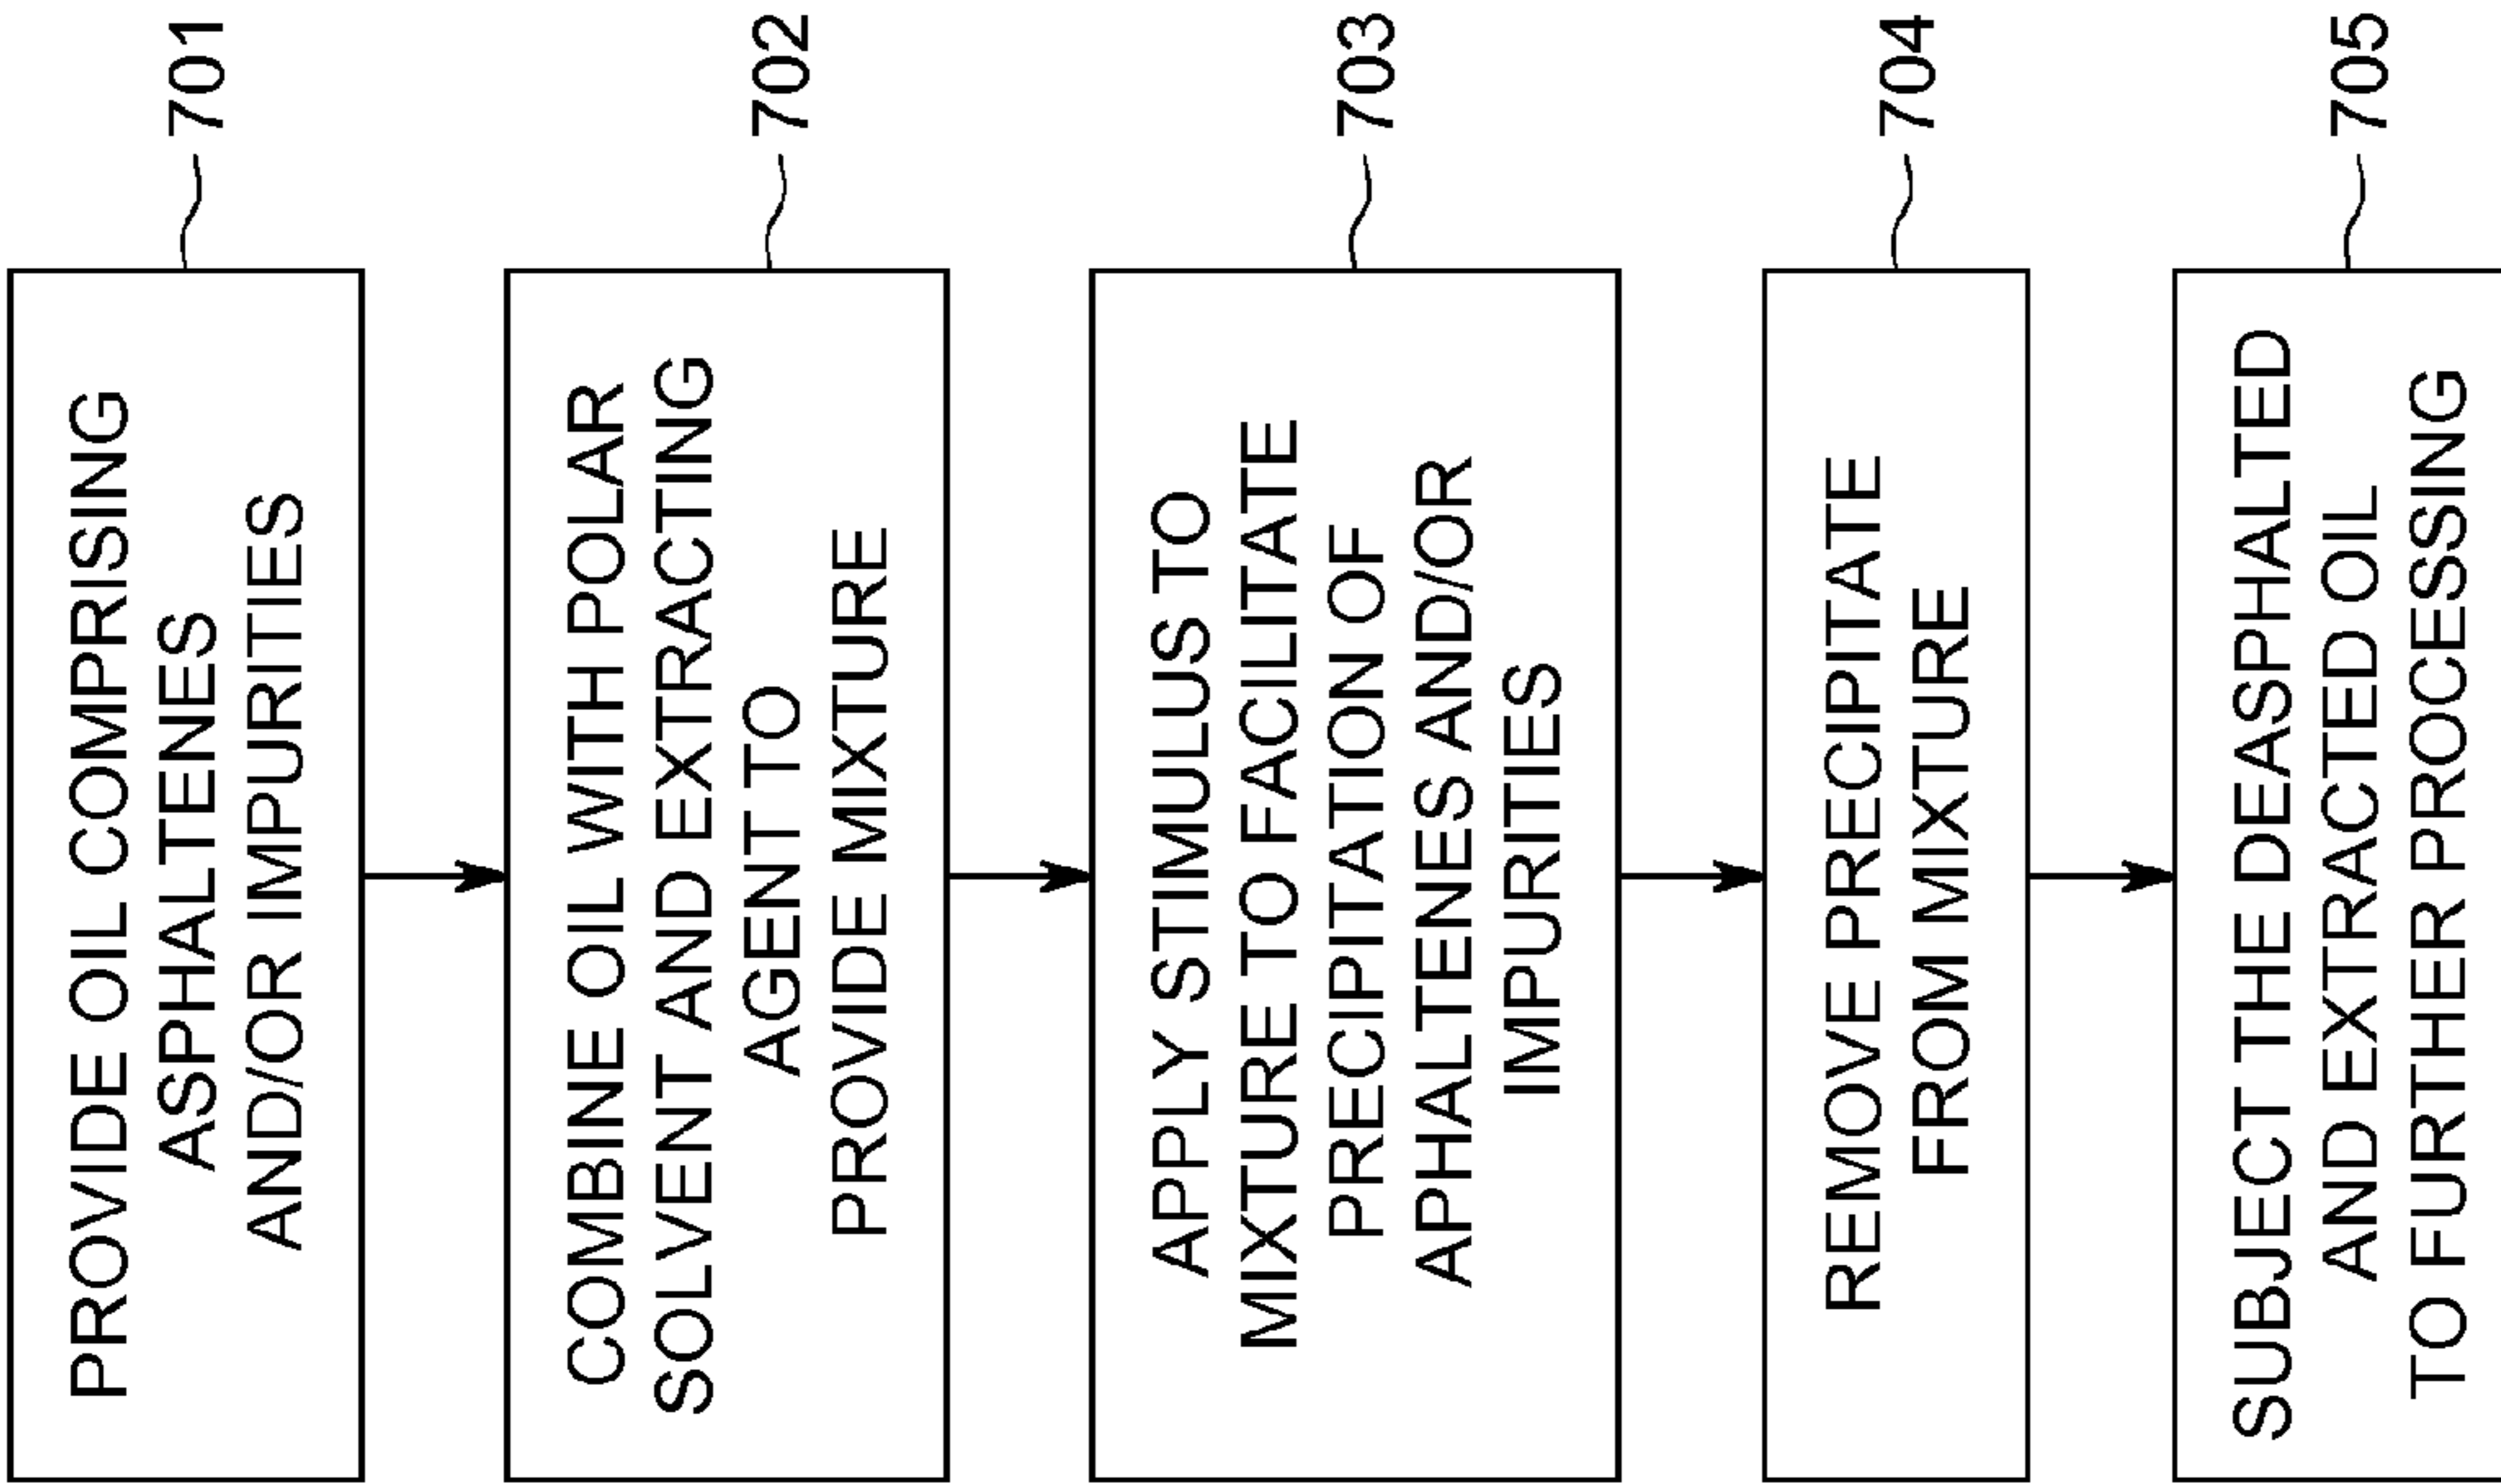 PROVIDE OIL COMPRISING
ASPHALTENES
AND/OR IMPURITIES
701
COMBINE OIL WITH POLAR
SOLVENT AND EXTRACTING
AGENT TO
PROVIDE MIXTURE
702
APPLY STIMULUS TO
MIXTURE TO FACILITATE
PRECIPITATION OF
APHALTENES AND/OR
IMPURITIES
703
REMOVE PRECIPITATE
FROM MIXTURE
704
SUBJECT THE DEASPHALTED
AND EXTRACTED OIL
TO FURTHER PROCESSING
705